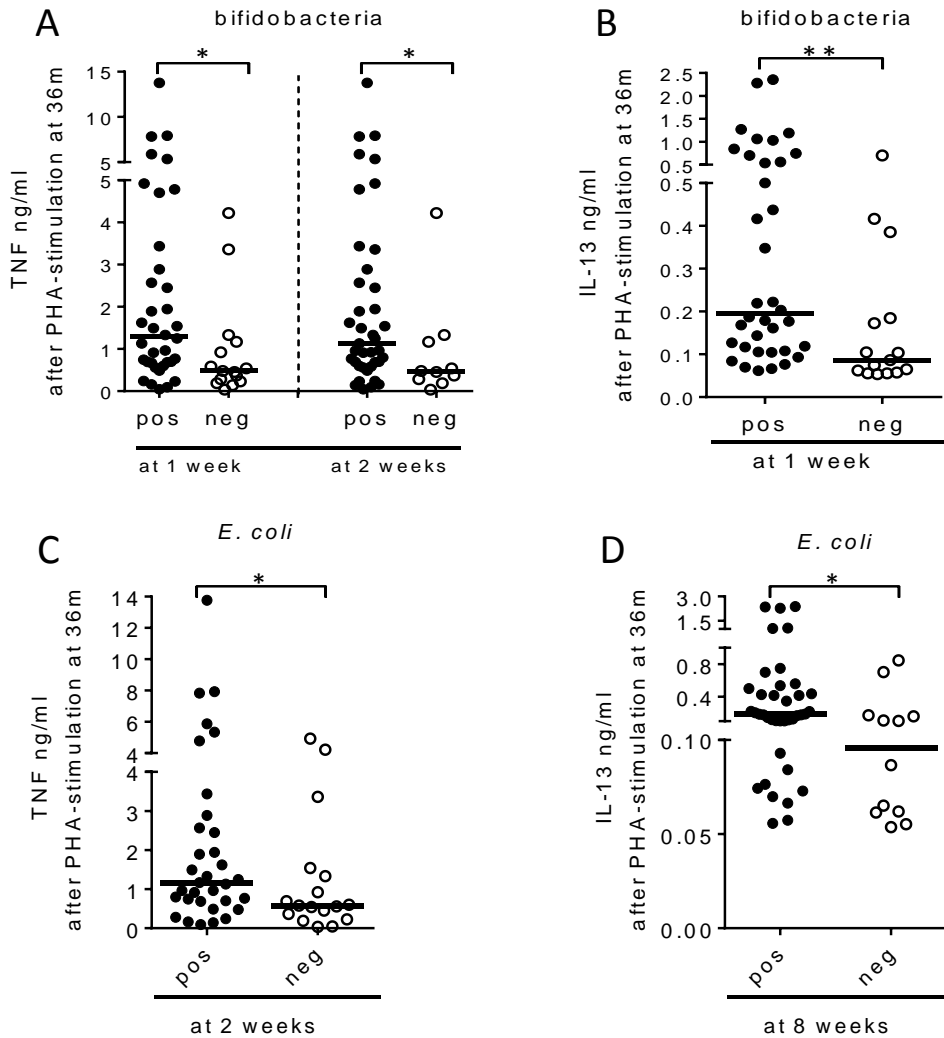 A
bifidobacteria
*
*
TNF ng/ml
after PHA-stimulation at 36m
15
10
5
5
4
3
2
1
0
pos
neg
pos
neg
at 1 week
at 2 weeks
B
bifidobacteria
**
IL-13 ng/ml
after PHA-stimulation at 36m
2.5
2.0
1.5
1.0
0.5
0.5
0.4
0.3
0.2
0.1
0.0
pos
neg
at 1 week
C
E. coli
*
TNF ng/ml
after PHA-stimulation at 36m
14
12
10
8
6
4
4
3
2
1
0
pos
neg
at 2 weeks
D
E. coli
*
IL-13 ng/ml
after PHA-stimulation at 36m
3.0
1.5
0.8
0.4
0.10
0.05
0.00
pos
neg
at 8 weeks